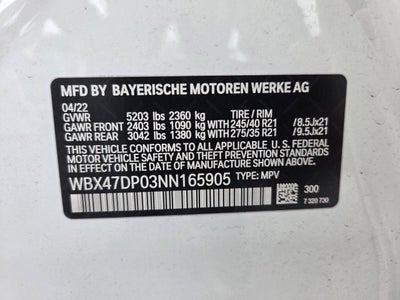 MFD BY BAYERISCHE MOTOREN WERKE AG
04/22
GVWR 5203 lbs 2360 kg TIRE / RIM
GAWR FRONT 2403 lbs 1090 kg WITH 245/40 R21 /8.5Jx21
GAWR REAR 3042 lbs 1380 kg WITH 275/35 R21 /9.5Jx21
THIS VEHICLE CONFORMS TO ALL APPLICABLE U.S. FEDERAL
MOTOR VEHICLE SAFETY AND THEFT PREVENTION STANDARDS
IN EFFECT ON THE DATE OF MANUFACTURE SHOWN ABOVE.
WBX47DP03NN165905 TYPE: MPV
300
7 320 730